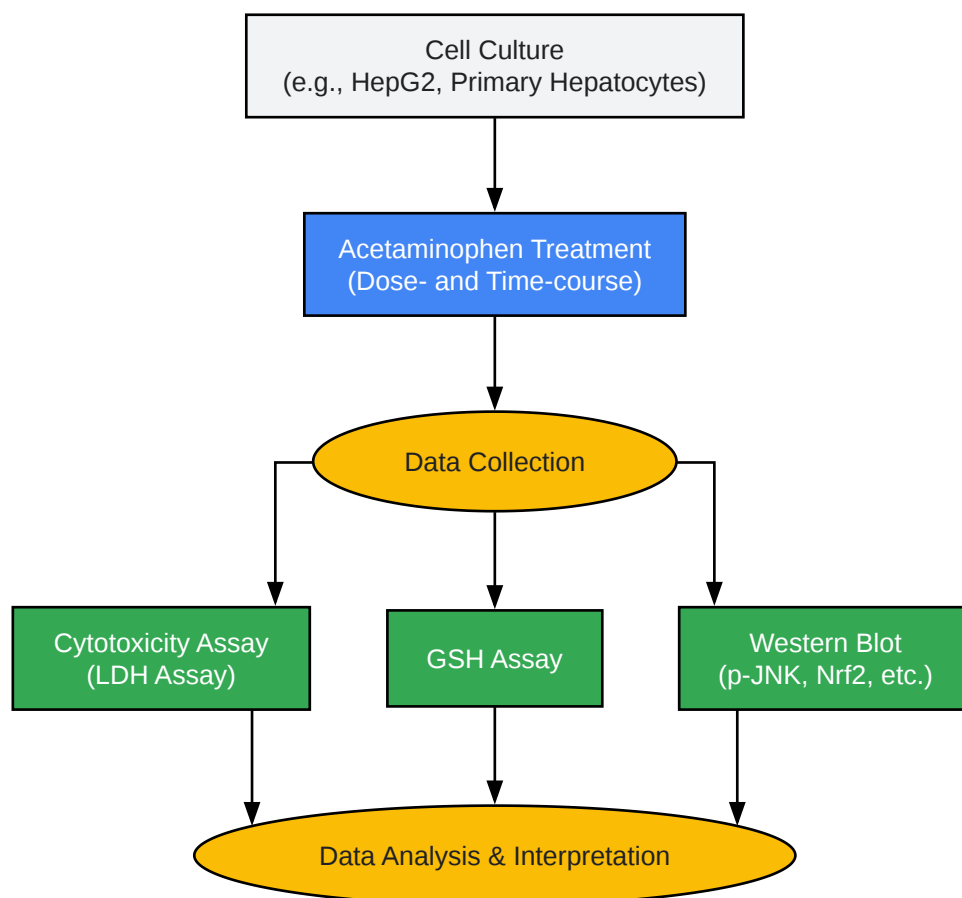 Cell Culture
(e.g., HepG2, Primary Hepatocytes)
Acetaminophen Treatment
(Dose- and Time-course)
Data Collection
Cytotoxicity Assay
(LDH Assay)
GSH Assay
Western Blot
(p-JNK, Nrf2, etc.)
Data Analysis & Interpretation